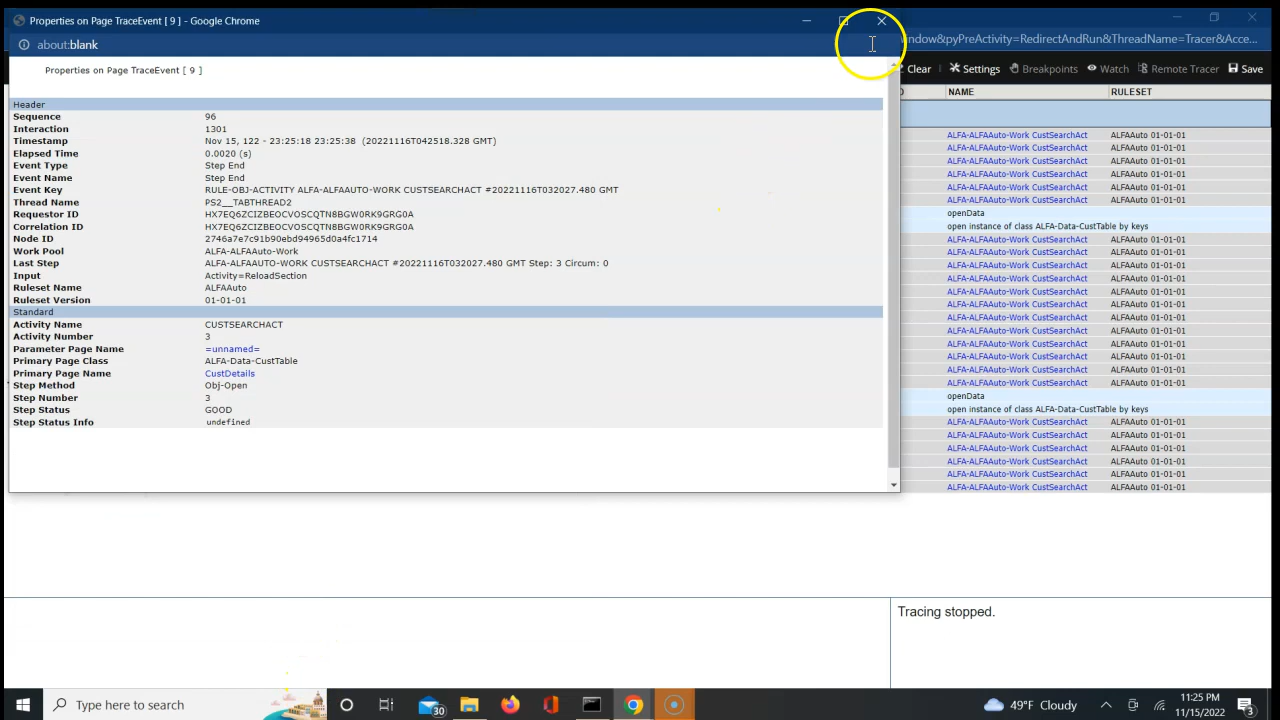 Properties on Page TraceEvent [ 9 ] - Google Chrome
about:blank
indow&pyPreActivity=RedirectAndRun&ThreadName=Tracer&Acce...
Clear Settings Breakpoints Watch Remote Tracer Save
Properties on Page TraceEvent [ 9 ]
NAME RULESET
Header
Sequence 96
Interaction 1301
Timestamp Nov 15, 122 - 23:25:18 23:25:38 (20221116T042518.328 GMT)
Elapsed Time 0.0020 (s)
Event Type Step End
Event Name Step End
Event Key RULE-OBJ-ACTIVITY ALFA-ALFAAUTO-WORK CUSTSEARCHACT #20221116T032027.480 GMT
Thread Name PS2__TABTHREAD2
Requestor ID HX7EQ6ZCIZBEOCVOSCQTN8BGW0RK9GRG0A
Correlation ID HX7EQ6ZCIZBEOCVOSCQTN8BGW0RK9GRG0A
Node ID 2746a7e7c91b90ebd94965d0a4fc1714
Work Pool ALFA-ALFAAuto-Work
Last Step ALFA-ALFAAUTO-WORK CUSTSEARCHACT #20221116T032027.480 GMT Step: 3 Circum: 0
Input Activity=ReloadSection
Ruleset Name ALFAAuto
Ruleset Version 01-01-01
Standard
Activity Name CUSTSEARCHACT
Activity Number 3
Parameter Page Name =unnamed=
Primary Page Class ALFA-Data-CustTable
Primary Page Name CustDetails
Step Method Obj-Open
Step Number 3
Step Status GOOD
Step Status Info undefined
ALFA-ALFAAuto-Work CustSearchAct ALFAAuto 01-01-01
ALFA-ALFAAuto-Work CustSearchAct ALFAAuto 01-01-01
ALFA-ALFAAuto-Work CustSearchAct ALFAAuto 01-01-01
ALFA-ALFAAuto-Work CustSearchAct ALFAAuto 01-01-01
ALFA-ALFAAuto-Work CustSearchAct ALFAAuto 01-01-01
ALFA-ALFAAuto-Work CustSearchAct ALFAAuto 01-01-01
openData
open instance of class ALFA-Data-CustTable by keys
ALFA-ALFAAuto-Work CustSearchAct ALFAAuto 01-01-01
ALFA-ALFAAuto-Work CustSearchAct ALFAAuto 01-01-01
ALFA-ALFAAuto-Work CustSearchAct ALFAAuto 01-01-01
ALFA-ALFAAuto-Work CustSearchAct ALFAAuto 01-01-01
ALFA-ALFAAuto-Work CustSearchAct ALFAAuto 01-01-01
ALFA-ALFAAuto-Work CustSearchAct ALFAAuto 01-01-01
ALFA-ALFAAuto-Work CustSearchAct ALFAAuto 01-01-01
ALFA-ALFAAuto-Work CustSearchAct ALFAAuto 01-01-01
ALFA-ALFAAuto-Work CustSearchAct ALFAAuto 01-01-01
ALFA-ALFAAuto-Work CustSearchAct ALFAAuto 01-01-01
ALFA-ALFAAuto-Work CustSearchAct ALFAAuto 01-01-01
ALFA-ALFAAuto-Work CustSearchAct ALFAAuto 01-01-01
openData
open instance of class ALFA-Data-CustTable by keys
ALFA-ALFAAuto-Work CustSearchAct ALFAAuto 01-01-01
ALFA-ALFAAuto-Work CustSearchAct ALFAAuto 01-01-01
ALFA-ALFAAuto-Work CustSearchAct ALFAAuto 01-01-01
ALFA-ALFAAuto-Work CustSearchAct ALFAAuto 01-01-01
ALFA-ALFAAuto-Work CustSearchAct ALFAAuto 01-01-01
ALFA-ALFAAuto-Work CustSearchAct ALFAAuto 01-01-01
Tracing stopped.
Type here to search
30
49°F Cloudy
11:25 PM
11/15/2022
3